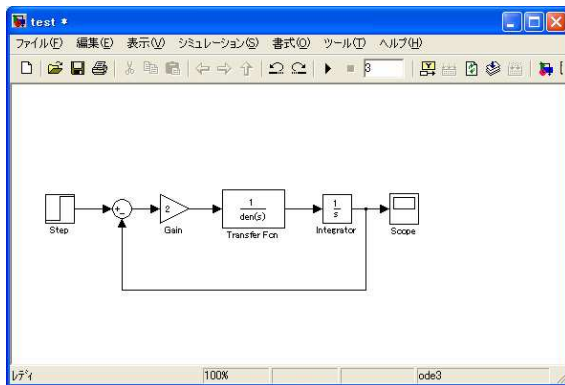 test *
ファイル(F) 編集(E) 表示(V) シミュレーション(S) 書式(O) ツール(T) ヘルプ(H)
3
Step
+
-
2
Gain
1
den(s)
Transfer Fcn
1
s
Integrator
Scope
レディ 100% ode3